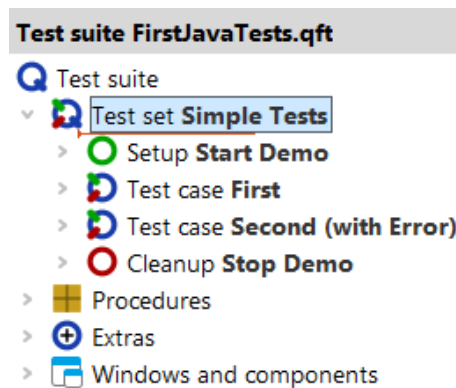 Test suite FirstJavaTests.qft
Test suite
Test set Simple Tests
Setup Start Demo
Test case First
Test case Second (with Error)
Cleanup Stop Demo
Procedures
Extras
Windows and components